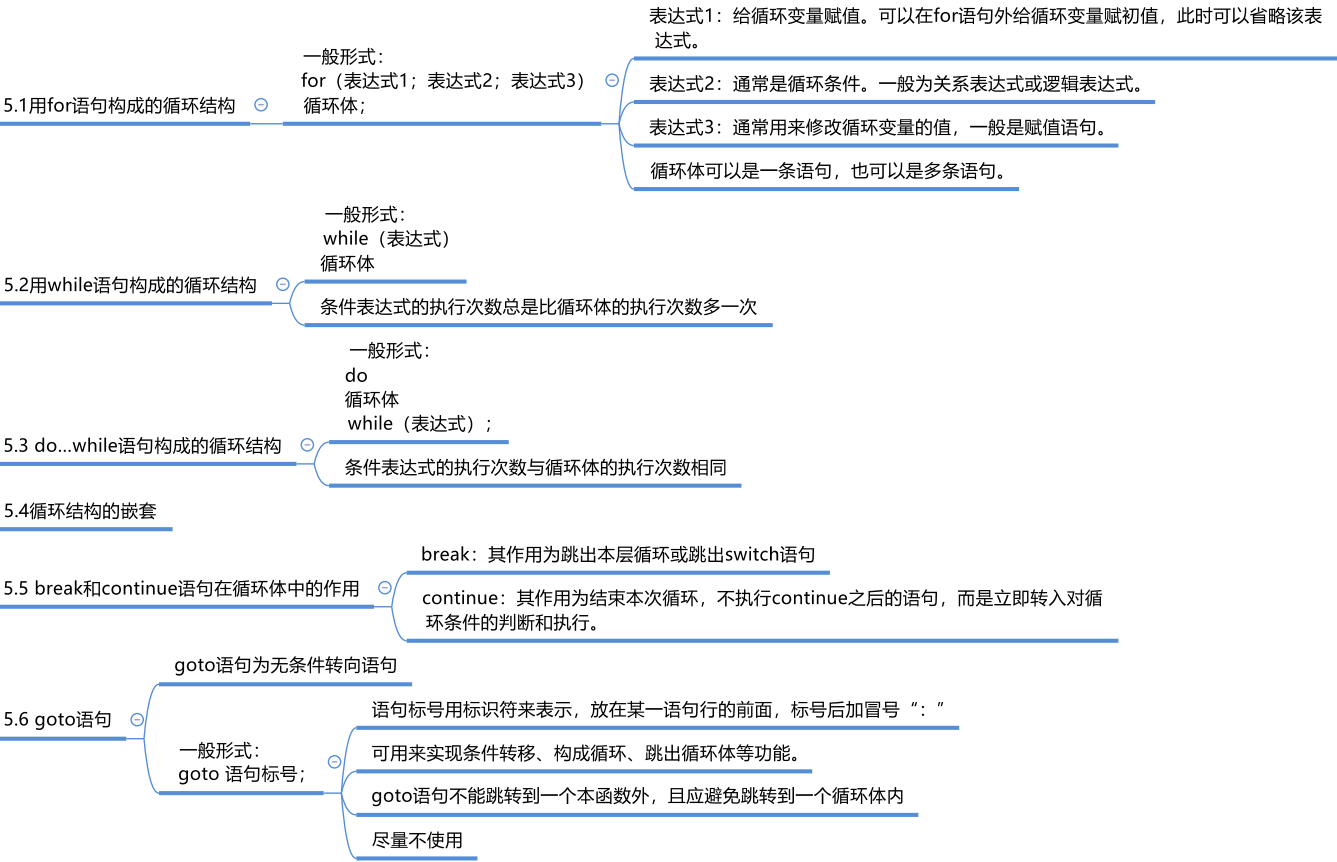 5.1用for语句构成的循环结构
一般形式：
for（表达式1；表达式2；表达式3）
循环体；
表达式1：给循环变量赋值。可以在for语句外给循环变量赋初值，此时可以省略该表
达式。
表达式2：通常是循环条件。一般为关系表达式或逻辑表达式。
表达式3：通常用来修改循环变量的值，一般是赋值语句。
循环体可以是一条语句，也可以是多条语句。
5.2用while语句构成的循环结构
一般形式：
while（表达式）
循环体
条件表达式的执行次数总是比循环体的执行次数多一次
5.3 do...while语句构成的循环结构
一般形式：
do
循环体
while（表达式）;
条件表达式的执行次数与循环体的执行次数相同
5.4循环结构的嵌套
5.5 break和continue语句在循环体中的作用
break：其作用为跳出本层循环或跳出switch语句
continue：其作用为结束本次循环，不执行continue之后的语句，而是立即转入对循
环条件的判断和执行。
5.6 goto语句
goto语句为无条件转向语句
一般形式：
goto 语句标号；
语句标号用标识符来表示，放在某一语句行的前面，标号后加冒号“：”
可用来实现条件转移、构成循环、跳出循环体等功能。
goto语句不能跳转到一个本函数外，且应避免跳转到一个循环体内
尽量不使用